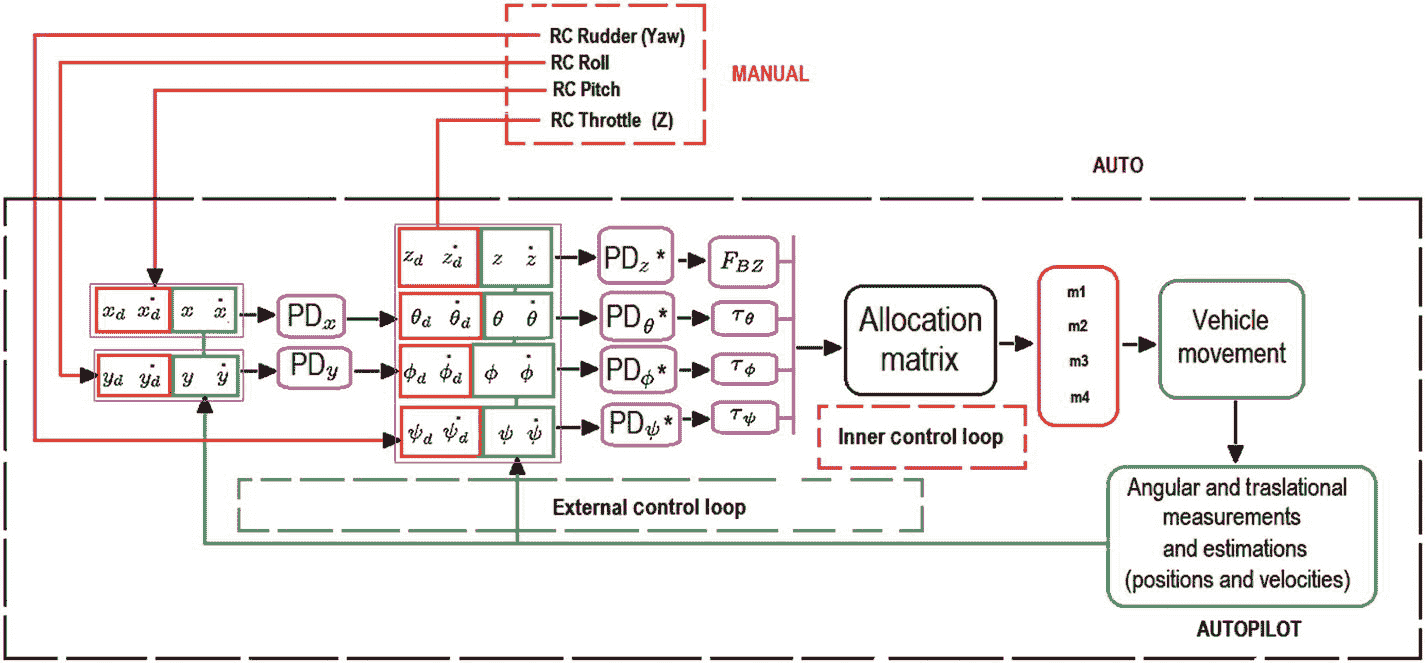 RC Rudder (Yaw)
RC Roll
RC Pitch
RC Throttle (Z)
MANUAL
AUTO
z_d ż_d z ż
PD_z*
F_BZ
x_d ẋ_d x ẋ
PD_x
θ_d θ̇_d θ θ̇
PD_θ*
τ_θ
y_d ẏ_d y ẏ
PD_y
ϕ_d ϕ̇_d ϕ ϕ̇
PD_ϕ*
τ_ϕ
ψ_d ψ̇_d ψ ψ̇
PD_ψ*
τ_ψ
Allocation
matrix
m1
m2
m3
m4
Vehicle
movement
Inner control loop
External control loop
Angular and traslational
measurements
and estimations
(positions and velocities)
AUTOPILOT